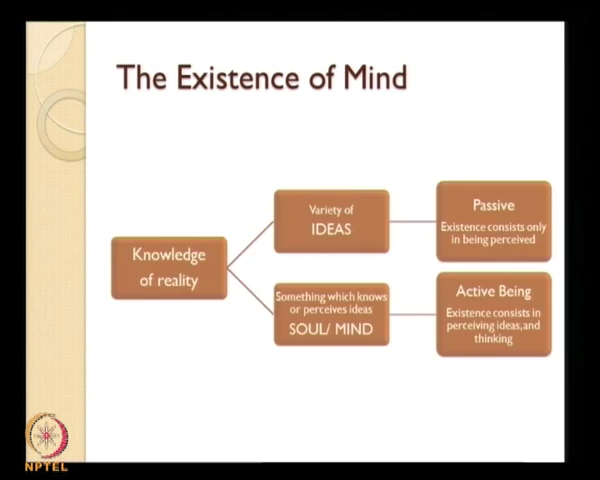 The Existence of Mind
Variety of
IDEAS
Passive
Existence consists only
in being perceived
Knowledge
of reality
Something which knows
or perceives ideas
SOUL/ MIND
Active Being
Existence consists in
perceiving ideas,and
thinking
NPTEL